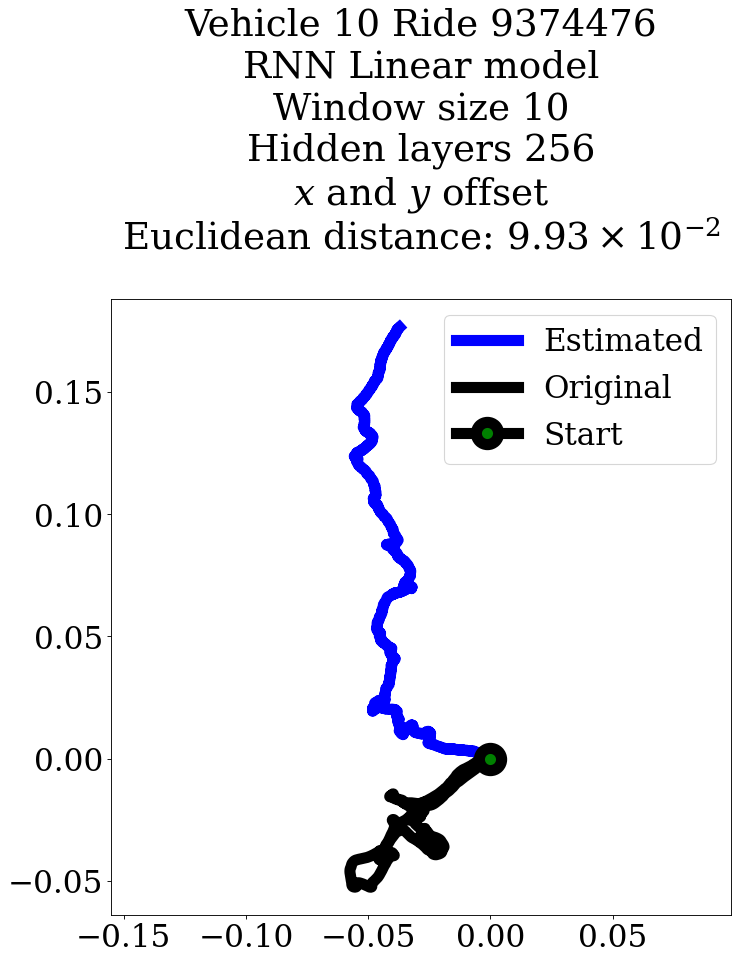 Vehicle 10 Ride 9374476
RNN Linear model
Window size 10
Hidden layers 256
x and y offset
Euclidean distance: 9.93 × 10⁻²
Estimated
Original
Start
0.15
0.10
0.05
0.00
−0.05
−0.15
−0.10
−0.05
0.00
0.05